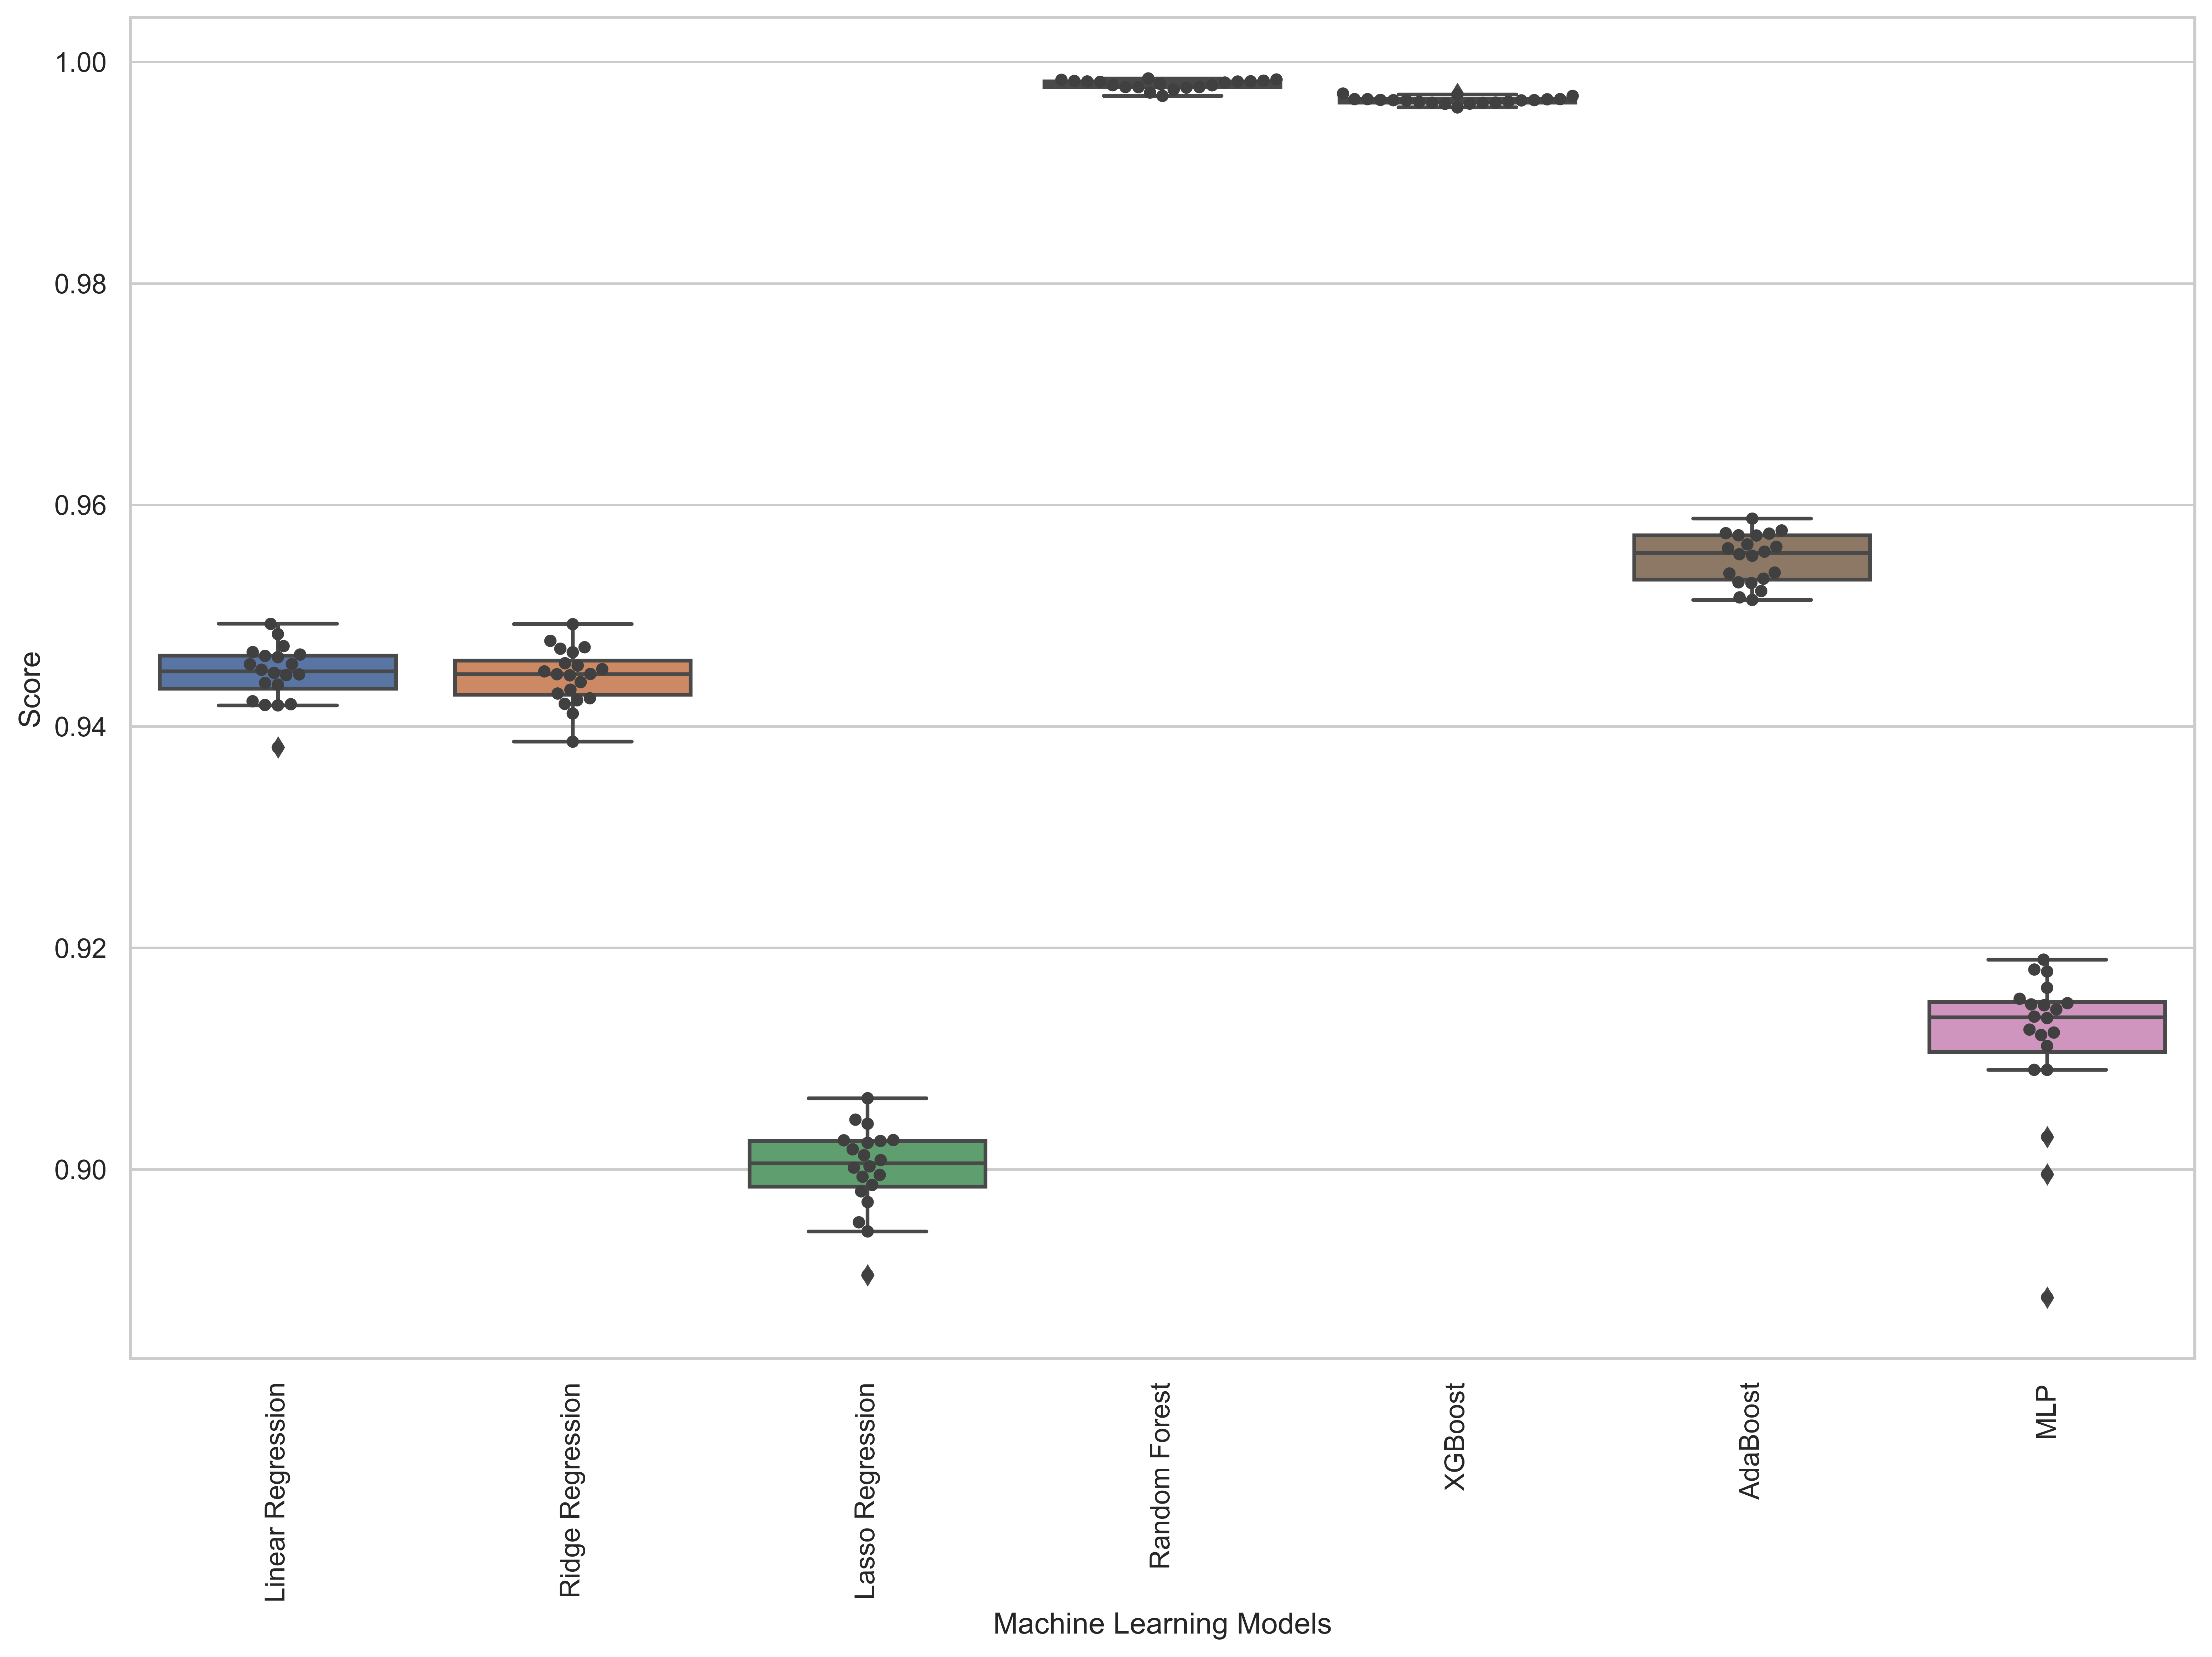 1.00
0.98
0.96
0.94
0.92
0.90
Score
Linear Regression
Ridge Regression
Lasso Regression
Random Forest
XGBoost
AdaBoost
MLP
Machine Learning Models